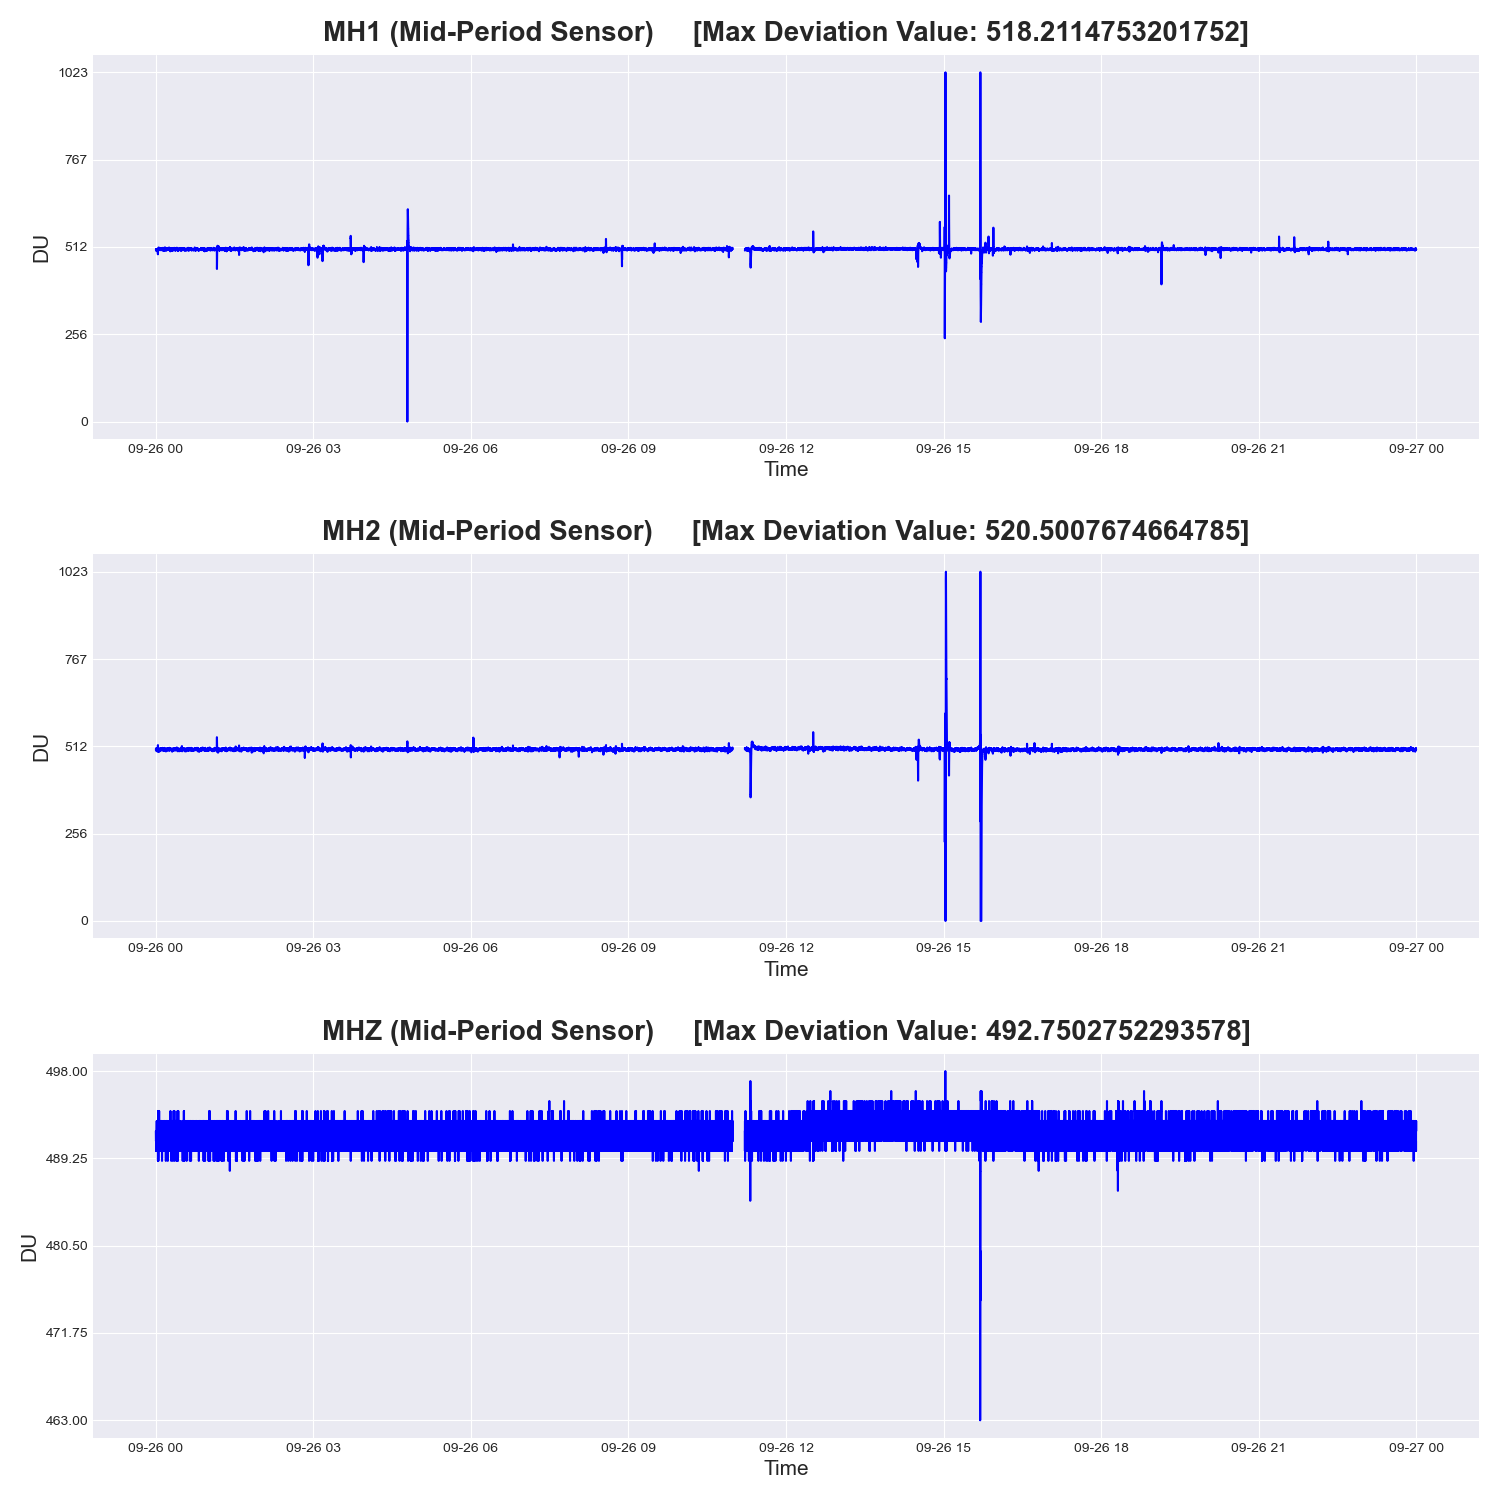 MH1 (Mid-Period Sensor) [Max Deviation Value: 518.2114753201752]
1023
767
512
256
0
DU
09-26 00 09-26 03 09-26 06 09-26 09 09-26 12 09-26 15 09-26 18 09-26 21 09-27 00
Time
MH2 (Mid-Period Sensor) [Max Deviation Value: 520.5007674664785]
1023
767
512
256
0
DU
09-26 00 09-26 03 09-26 06 09-26 09 09-26 12 09-26 15 09-26 18 09-26 21 09-27 00
Time
MHZ (Mid-Period Sensor) [Max Deviation Value: 492.7502752293578]
498.00
489.25
480.50
471.75
463.00
DU
09-26 00 09-26 03 09-26 06 09-26 09 09-26 12 09-26 15 09-26 18 09-26 21 09-27 00
Time